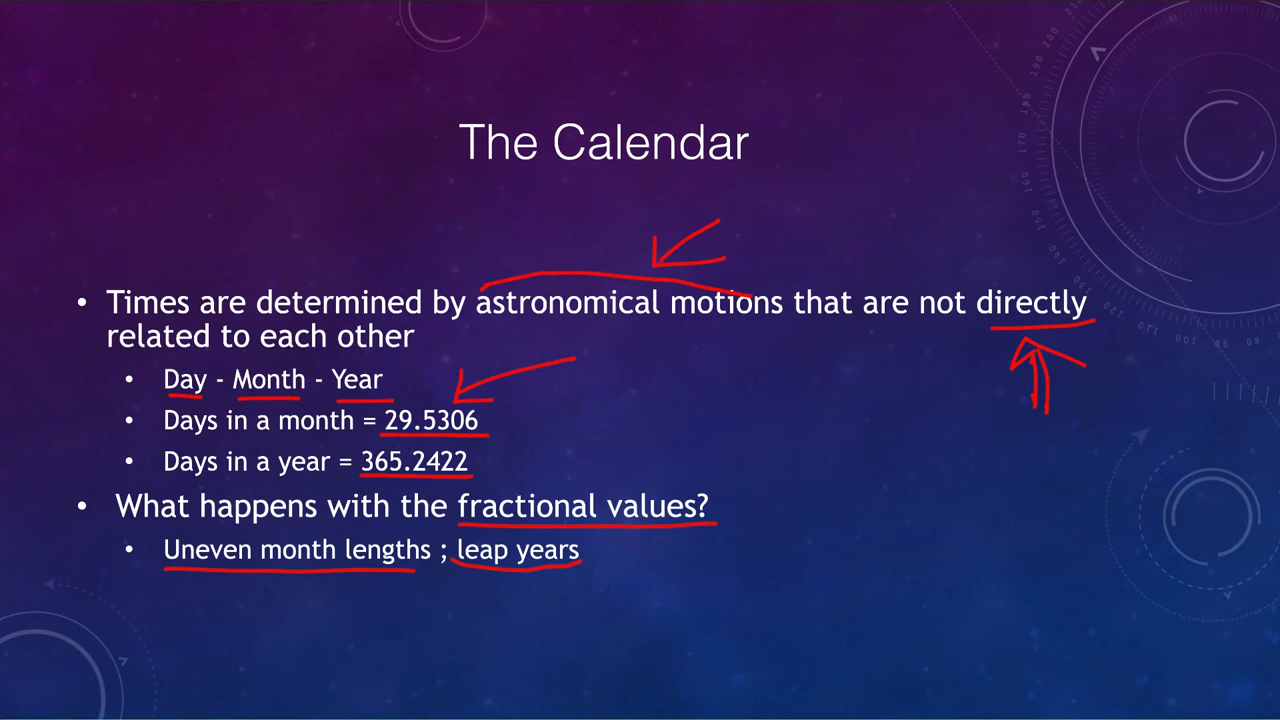 The Calendar
• Times are determined by astronomical motions that are not directly
related to each other
• Day - Month - Year
• Days in a month = 29.5306
• Days in a year = 365.2422
• What happens with the fractional values?
• Uneven month lengths ; leap years